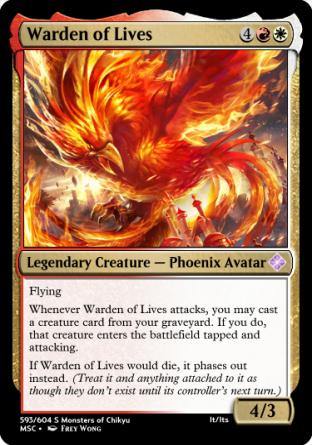 Warden of Lives 4
Legendary Creature — Phoenix Avatar
Flying
Whenever Warden of Lives attacks, you may cast
a creature card from your graveyard. If you do,
that creature enters the battlefield tapped and
attacking.
If Warden of Lives would die, it phases out
instead. (Treat it and anything attached to it as
though they don't exist until its controller's next turn.)
593/604 S Monsters of Chikyu It/Its
MSC • Frey Wong
4/3